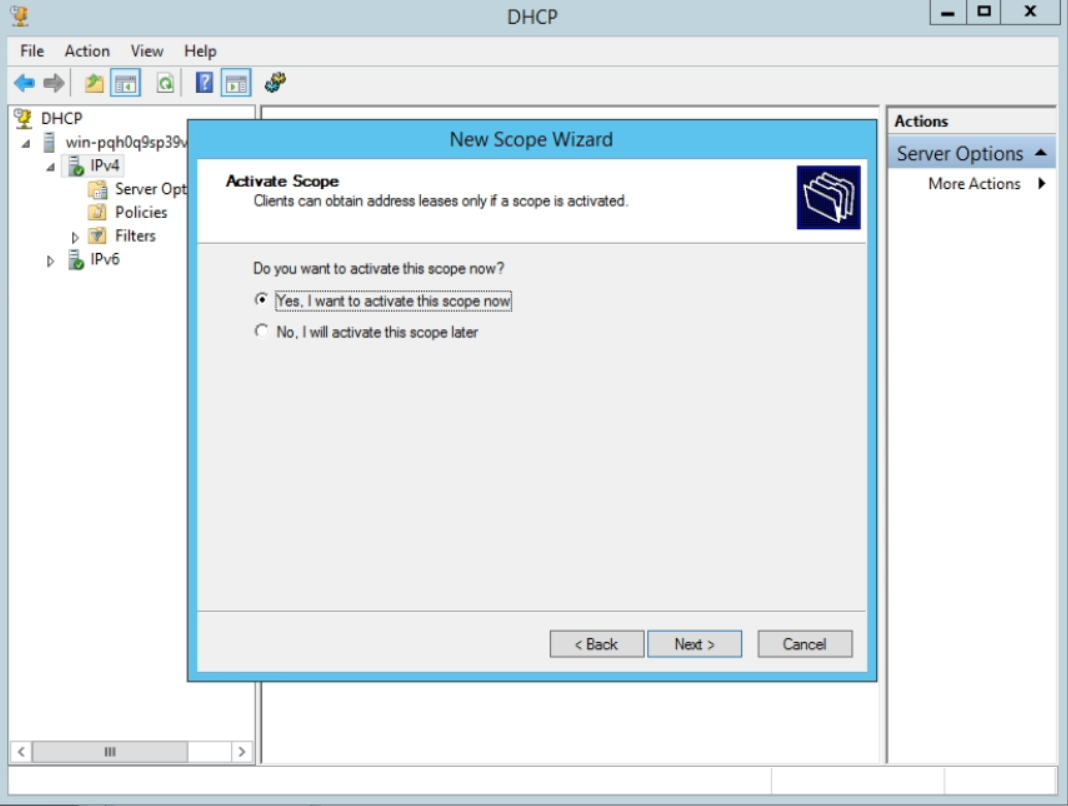 DHCP
File Action View Help
DHCP
win-pqh0q9sp39v
IPv4
Server Opt
Policies
Filters
IPv6
New Scope Wizard
Activate Scope
Clients can obtain address leases only if a scope is activated.
Do you want to activate this scope now?
Yes, I want to activate this scope now
No, I will activate this scope later
< Back Next > Cancel
Actions
Server Options
More Actions